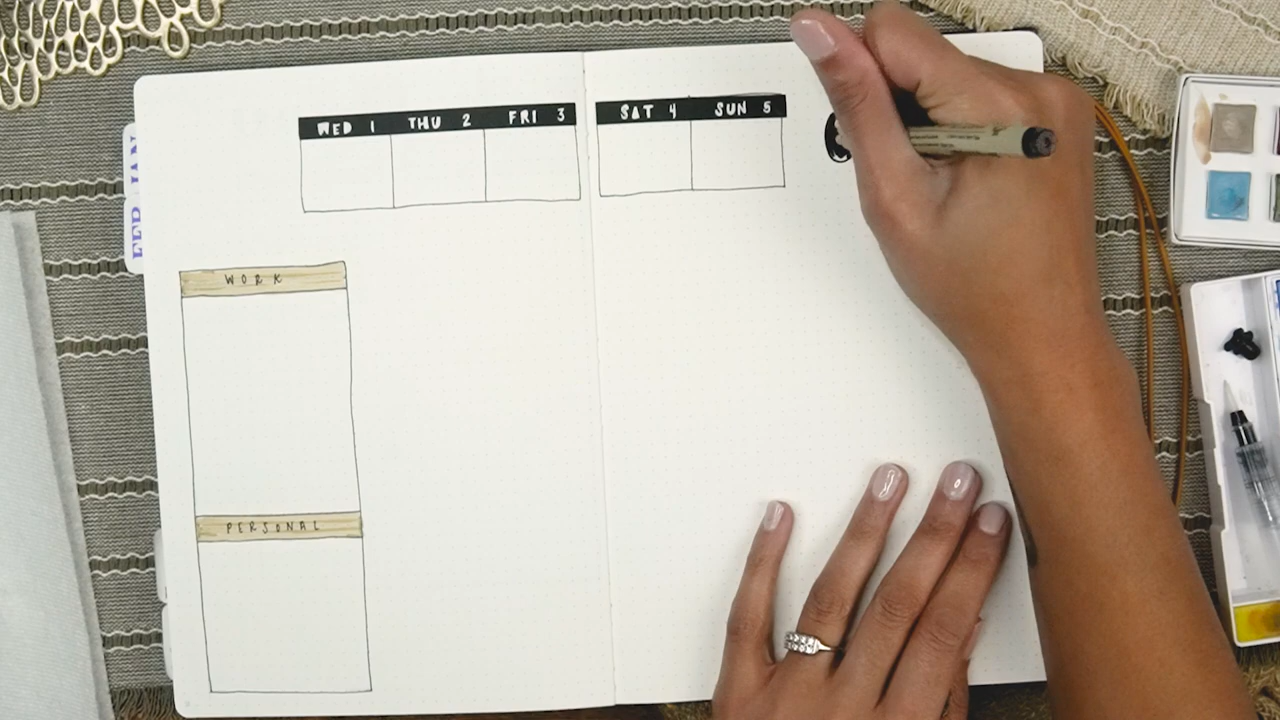 WED 1 THU 2 FRI 3 SAT 4 SUN 5
WORK
PERSONAL
JAN
FEB